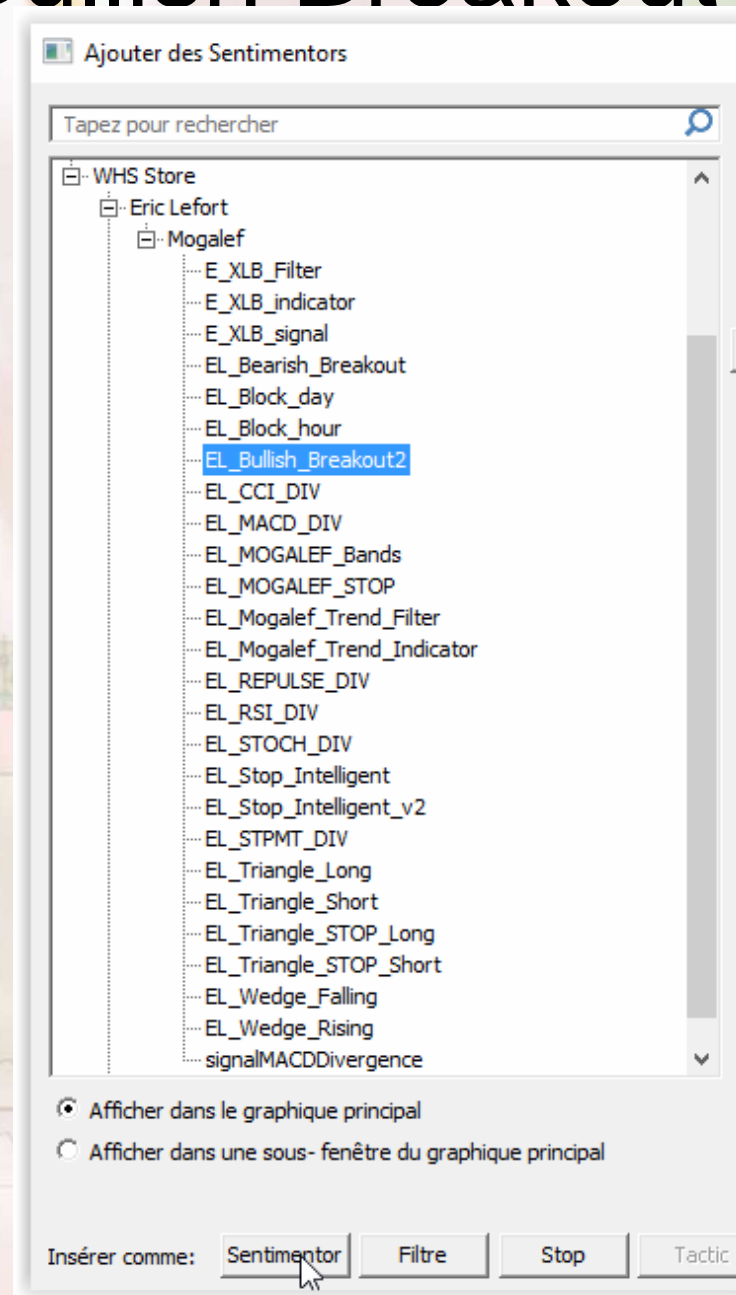 Bullish Breakout
Ajouter des Sentimentors
Tapez pour rechercher
WHS Store
Eric Lefort
Mogalef
E_XLB_Filter
E_XLB_indicator
E_XLB_signal
EL_Bearish_Breakout
EL_Block_day
EL_Block_hour
EL_Bullish_Breakout2
EL_CCI_DIV
EL_MACD_DIV
EL_MOGALEF_Bands
EL_MOGALEF_STOP
EL_Mogalef_Trend_Filter
EL_Mogalef_Trend_Indicator
EL_REPULSE_DIV
EL_RSI_DIV
EL_STOCH_DIV
EL_Stop_Intelligent
EL_Stop_Intelligent_v2
EL_STPMT_DIV
EL_Triangle_Long
EL_Triangle_Short
EL_Triangle_STOP_Long
EL_Triangle_STOP_Short
EL_Wedge_Falling
EL_Wedge_Rising
signalMACDDivergence
Afficher dans le graphique principal
Afficher dans une sous- fenêtre du graphique principal
Insérer comme: Sentimentor Filtre Stop Tactic